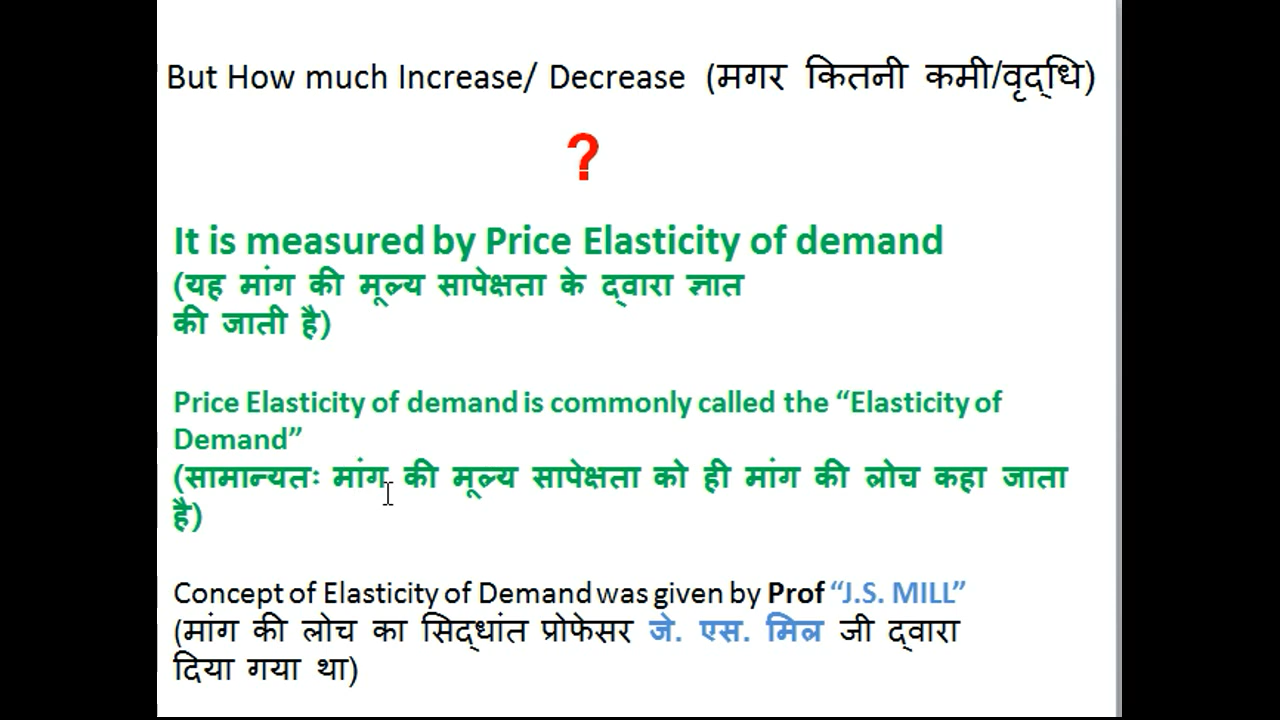 But How much Increase/ Decrease (मगर कितनी कमी/वृद्धि)
?
It is measured by Price Elasticity of demand
(यह मांग की मूल्य सापेक्षता के द्वारा ज्ञात
की जाती है)
Price Elasticity of demand is commonly called the “Elasticity of
Demand”
(सामान्यतः मांग की मूल्य सापेक्षता को ही मांग की लोच कहा जाता
है)
Concept of Elasticity of Demand was given by Prof “J.S. MILL”
(मांग की लोच का सिद्धांत प्रोफेसर जे. एस. मिल जी द्वारा
दिया गया था)